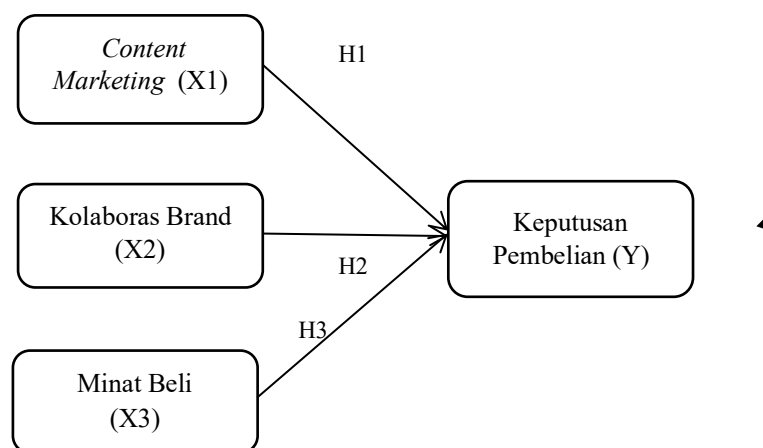 Content
Marketing (X1)
H1
Kolaboras Brand
(X2)
H2
Keputusan
Pembelian (Y)
H3
Minat Beli
(X3)